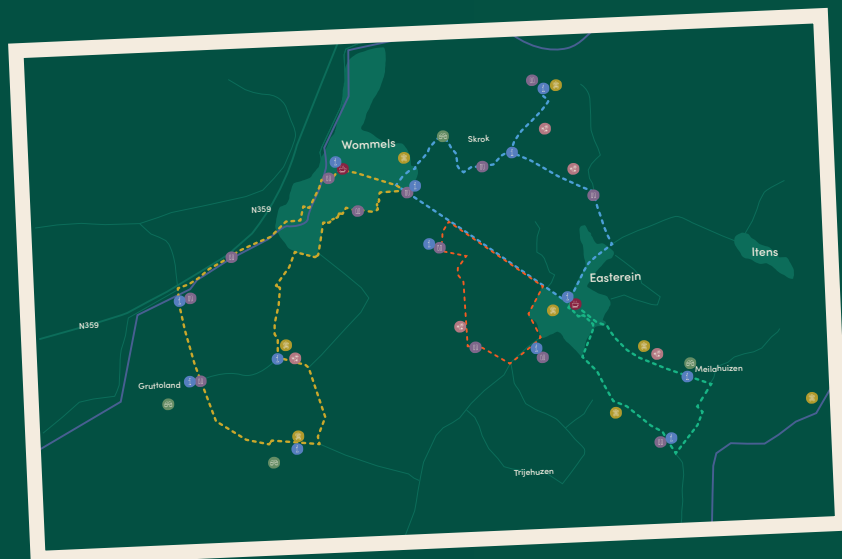 Skrok
Wommels
N359
Itens
Easterein
N359
Meilahuizen
Gruttoland
Trijehuzen